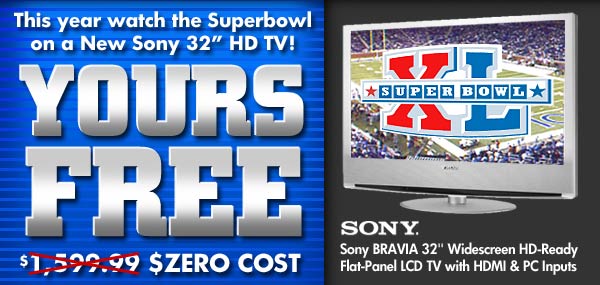 This year watch the Superbowl
on a New Sony 32” HD TV!
YOURS
FREE
$1,599.99 $ZERO COST
XL
SUPER BOWL
SONY
SONY
Sony BRAVIA 32" Widescreen HD-Ready
Flat-Panel LCD TV with HDMI & PC Inputs